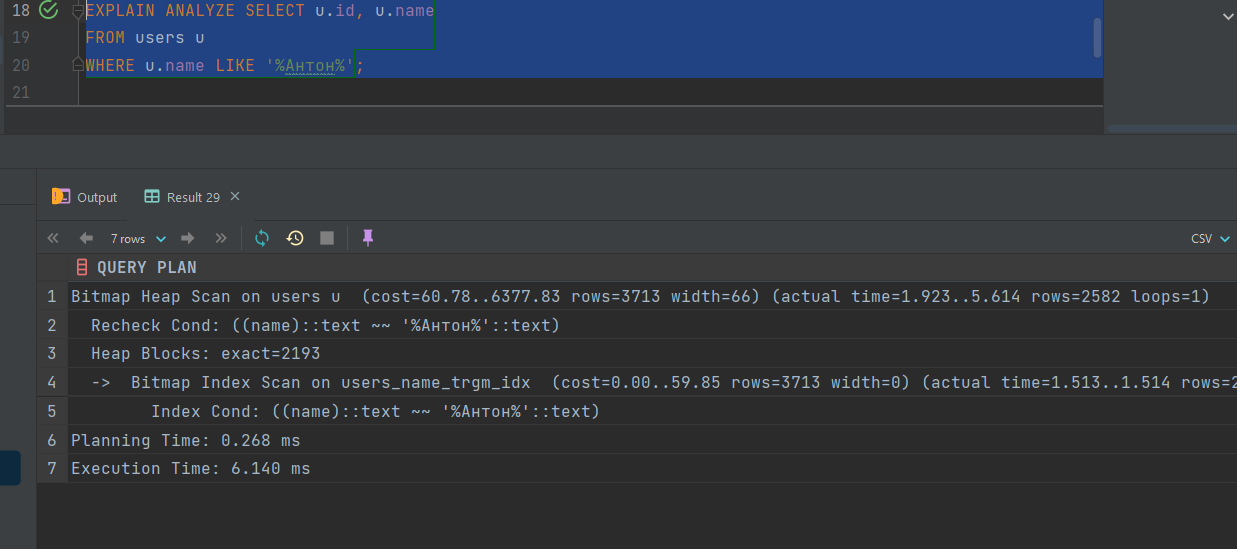 18 EXPLAIN ANALYZE SELECT u.id, u.name
19 FROM users u
20 WHERE u.name LIKE '%Антон%';
21
Output Result 29
7 rows CSV
QUERY PLAN
1 Bitmap Heap Scan on users u  (cost=60.78..6377.83 rows=3713 width=66) (actual time=1.923..5.614 rows=2582 loops=1)
2   Recheck Cond: ((name)::text ~~ '%Антон%'::text)
3   Heap Blocks: exact=2193
4   ->  Bitmap Index Scan on users_name_trgm_idx  (cost=0.00..59.85 rows=3713 width=0) (actual time=1.513..1.514 rows=2
5         Index Cond: ((name)::text ~~ '%Антон%'::text)
6 Planning Time: 0.268 ms
7 Execution Time: 6.140 ms